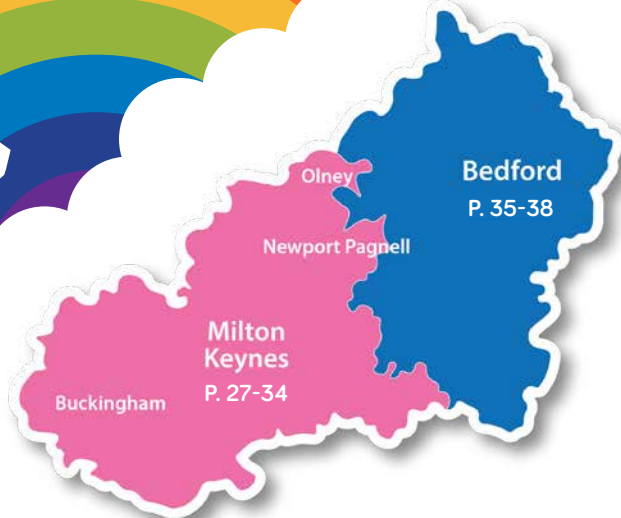 Olney
Bedford
P. 35-38
Newport Pagnell
Milton
Keynes
P. 27-34
Buckingham